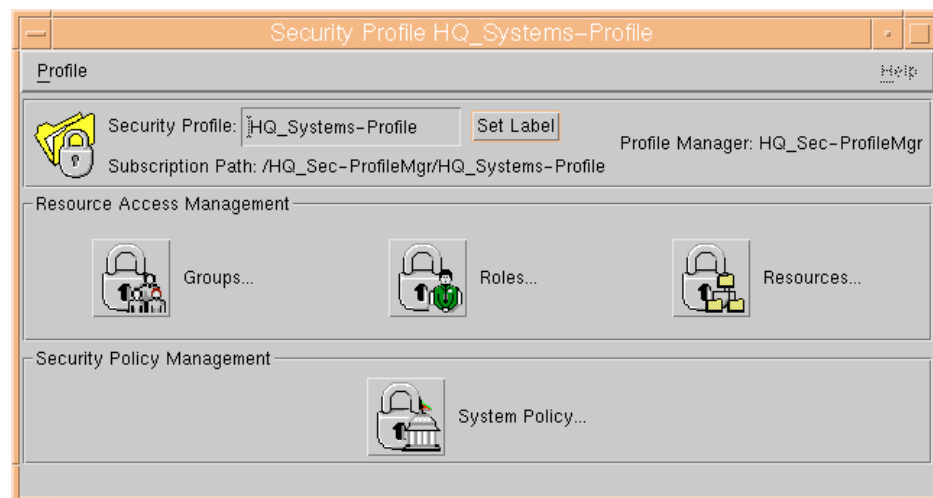 Security Profile HQ_Systems-Profile
Profile
Help
Security Profile: HQ_Systems-Profile Set Label
Profile Manager: HQ_Sec-ProfileMgr
Subscription Path: /HQ_Sec-ProfileMgr/HQ_Systems-Profile
Resource Access Management
Groups...
Roles...
Resources...
Security Policy Management
System Policy...